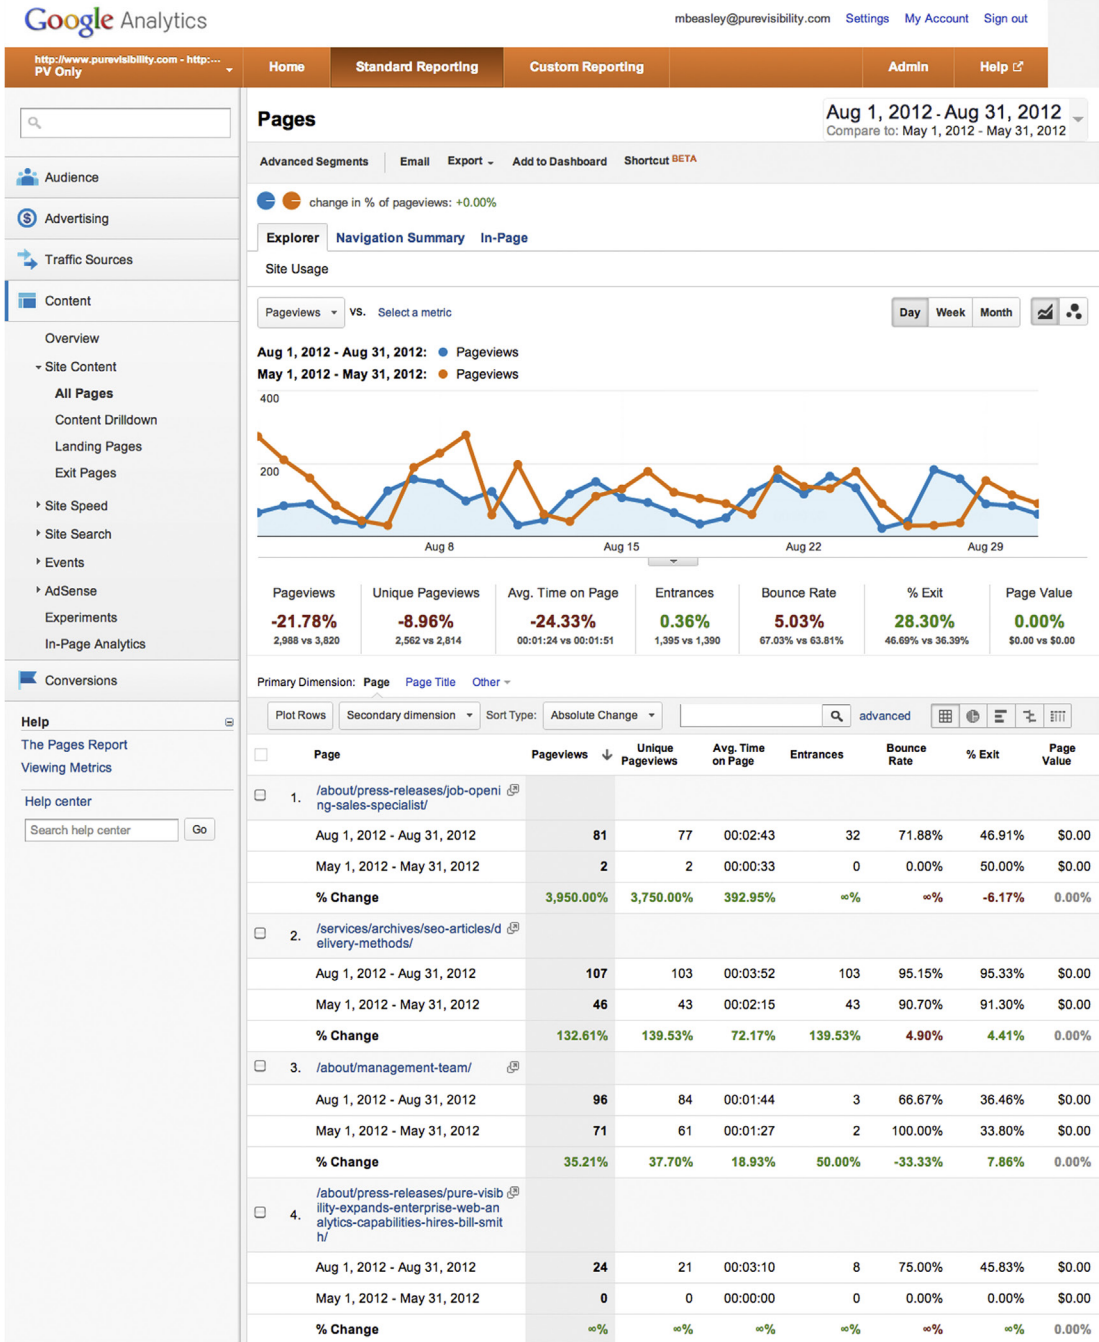 Google Analytics
mbeasley@purevisibility.com Settings My Account Sign out
http://www.purevisibility.com - http:...
PV Only
Home Standard Reporting Custom Reporting Admin Help
Pages
Aug 1, 2012 - Aug 31, 2012
Compare to: May 1, 2012 - May 31, 2012
Advanced Segments Email Export Add to Dashboard Shortcut BETA
Audience
Advertising
Traffic Sources
Content
Overview
Site Content
All Pages
Content Drilldown
Landing Pages
Exit Pages
Site Speed
Site Search
Events
AdSense
Experiments
In-Page Analytics
Conversions
Help
The Pages Report
Viewing Metrics
Help center
Search help center Go
change in % of pageviews: +0.00%
Explorer Navigation Summary In-Page
Site Usage
Pageviews VS. Select a metric
Day Week Month
Aug 1, 2012 - Aug 31, 2012: Pageviews
May 1, 2012 - May 31, 2012: Pageviews
400
200
Aug 8 Aug 15 Aug 22 Aug 29
Pageviews Unique Pageviews Avg. Time on Page Entrances Bounce Rate % Exit Page Value
-21.78% -8.96% -24.33% 0.36% 5.03% 28.30% 0.00%
2,988 vs 3,820 2,562 vs 2,814 00:01:24 vs 00:01:51 1,395 vs 1,390 67.03% vs 63.81% 46.69% vs 36.39% $0.00 vs $0.00
Primary Dimension: Page Page Title Other
Plot Rows Secondary dimension Sort Type: Absolute Change advanced
Page Pageviews Unique Pageviews Avg. Time on Page Entrances Bounce Rate % Exit Page Value
1. /about/press-releases/job-openi
ng-sales-specialist/
Aug 1, 2012 - Aug 31, 2012 81 77 00:02:43 32 71.88% 46.91% $0.00
May 1, 2012 - May 31, 2012 2 2 00:00:33 0 0.00% 50.00% $0.00
% Change 3,950.00% 3,750.00% 392.95% ∞% ∞% -6.17% 0.00%
2. /services/archives/seo-articles/d
elivery-methods/
Aug 1, 2012 - Aug 31, 2012 107 103 00:03:52 103 95.15% 95.33% $0.00
May 1, 2012 - May 31, 2012 46 43 00:02:15 43 90.70% 91.30% $0.00
% Change 132.61% 139.53% 72.17% 139.53% 4.90% 4.41% 0.00%
3. /about/management-team/
Aug 1, 2012 - Aug 31, 2012 96 84 00:01:44 3 66.67% 36.46% $0.00
May 1, 2012 - May 31, 2012 71 61 00:01:27 2 100.00% 33.80% $0.00
% Change 35.21% 37.70% 18.93% 50.00% -33.33% 7.86% 0.00%
4. /about/press-releases/pure-visib
ility-expands-enterprise-web-an
alytics-capabilities-hires-bill-smit
h/
Aug 1, 2012 - Aug 31, 2012 24 21 00:03:10 8 75.00% 45.83% $0.00
May 1, 2012 - May 31, 2012 0 0 00:00:00 0 0.00% 0.00% $0.00
% Change ∞% ∞% ∞% ∞% ∞% ∞% 0.00%